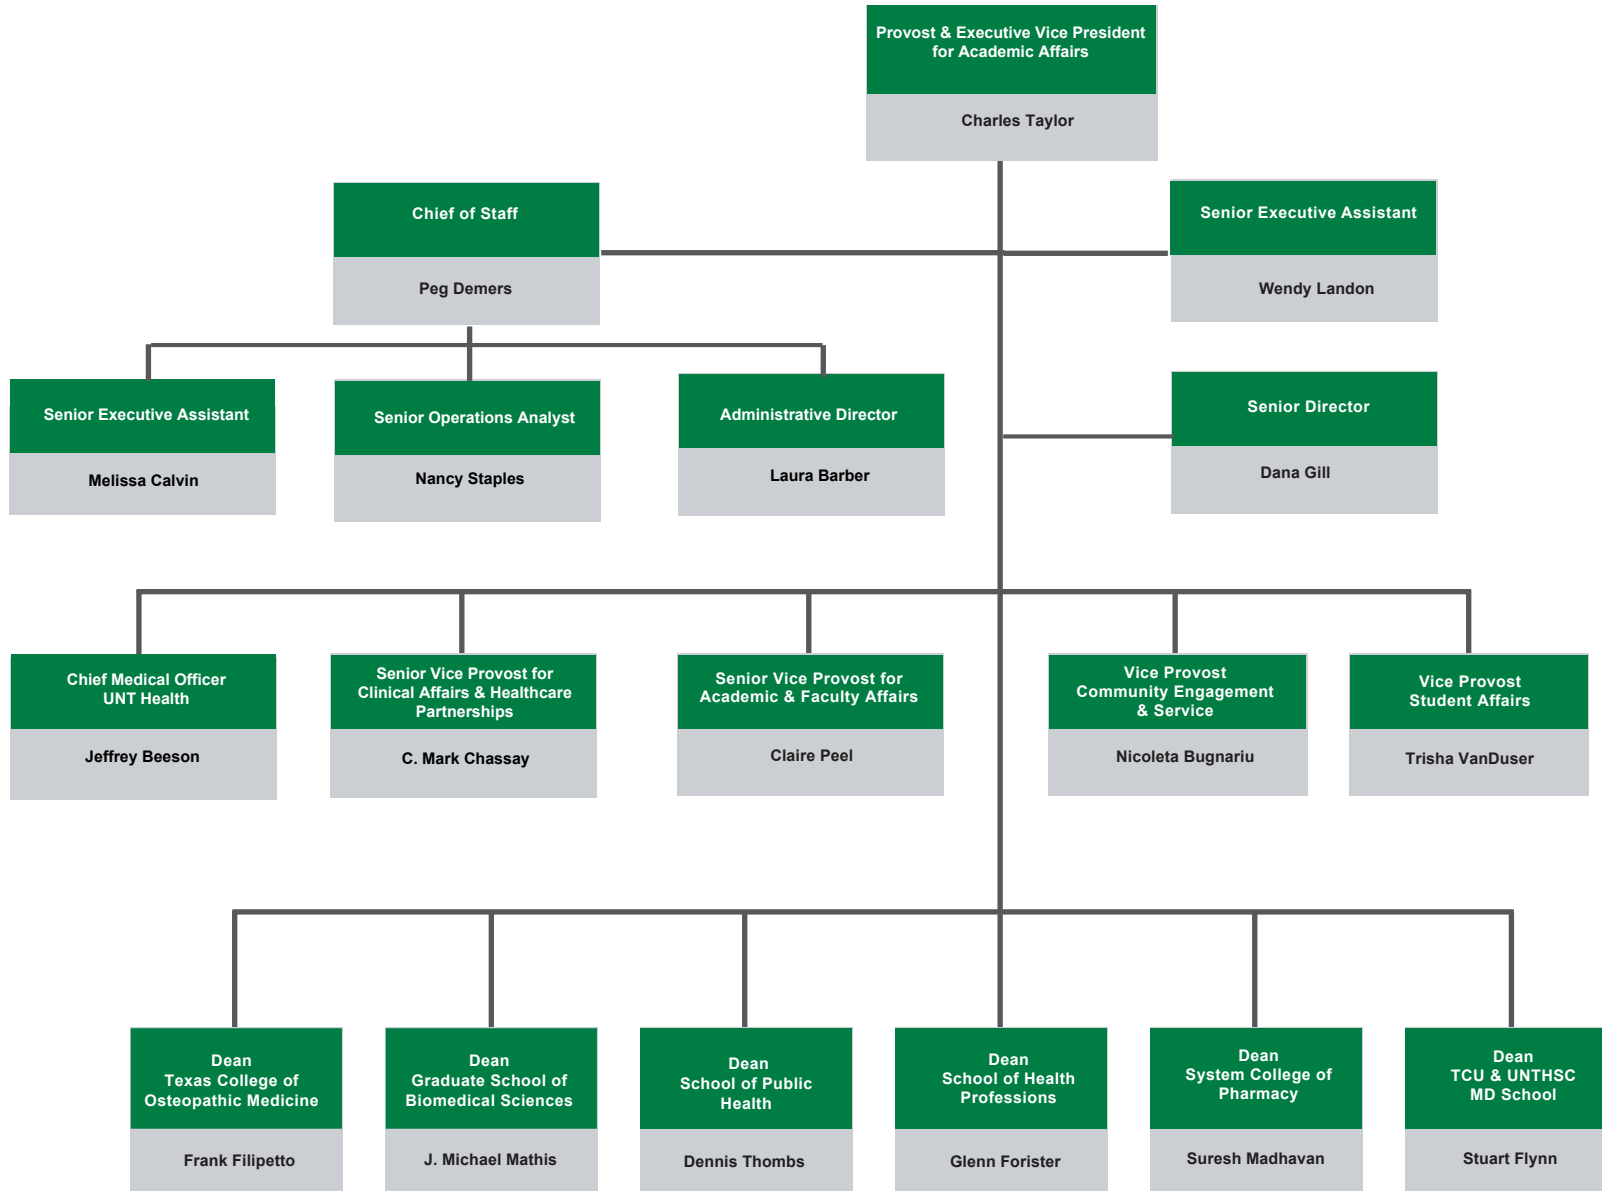 Provost & Executive Vice President
for Academic Affairs
Charles Taylor
Chief of Staff
Peg Demers
Senior Executive Assistant
Wendy Landon
Senior Executive Assistant
Melissa Calvin
Senior Operations Analyst
Nancy Staples
Administrative Director
Laura Barber
Senior Director
Dana Gill
Chief Medical Officer
UNT Health
Jeffrey Beeson
Senior Vice Provost for
Clinical Affairs & Healthcare
Partnerships
C. Mark Chassay
Senior Vice Provost for
Academic & Faculty Affairs
Claire Peel
Vice Provost
Community Engagement
& Service
Nicoleta Bugnariu
Vice Provost
Student Affairs
Trisha VanDuser
Dean
Texas College of
Osteopathic Medicine
Frank Filipetto
Dean
Graduate School of
Biomedical Sciences
J. Michael Mathis
Dean
School of Public
Health
Dennis Thombs
Dean
School of Health
Professions
Glenn Forister
Dean
System College of
Pharmacy
Suresh Madhavan
Dean
TCU & UNTHSC
MD School
Stuart Flynn